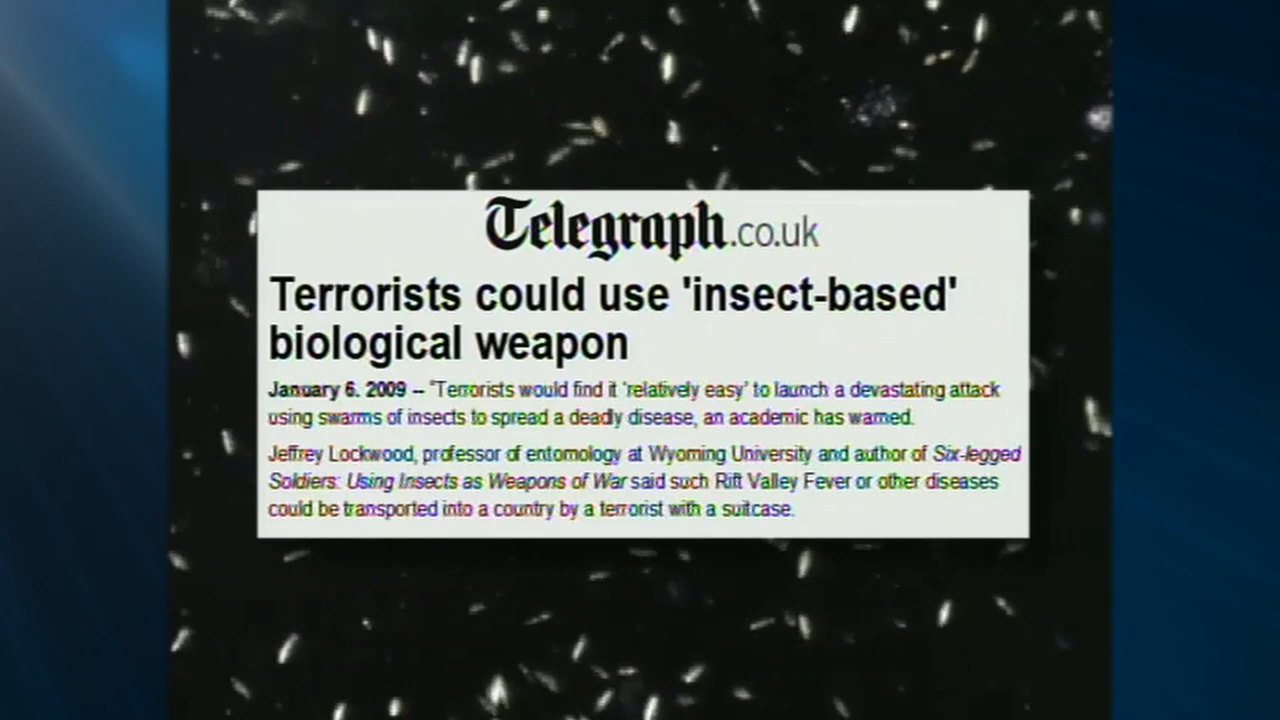 Telegraph.co.uk
Terrorists could use 'insect-based'
biological weapon
January 6. 2009 -- "Terrorists would find it 'relatively easy' to launch a devastating attack
using swarms of insects to spread a deadly disease, an academic has warned.
Jeffrey Lockwood, professor of entomology at Wyoming University and author of Six-legged
Soldiers: Using Insects as Weapons of War said such Rift Valley Fever or other diseases
could be transported into a country by a terrorist with a suitcase.